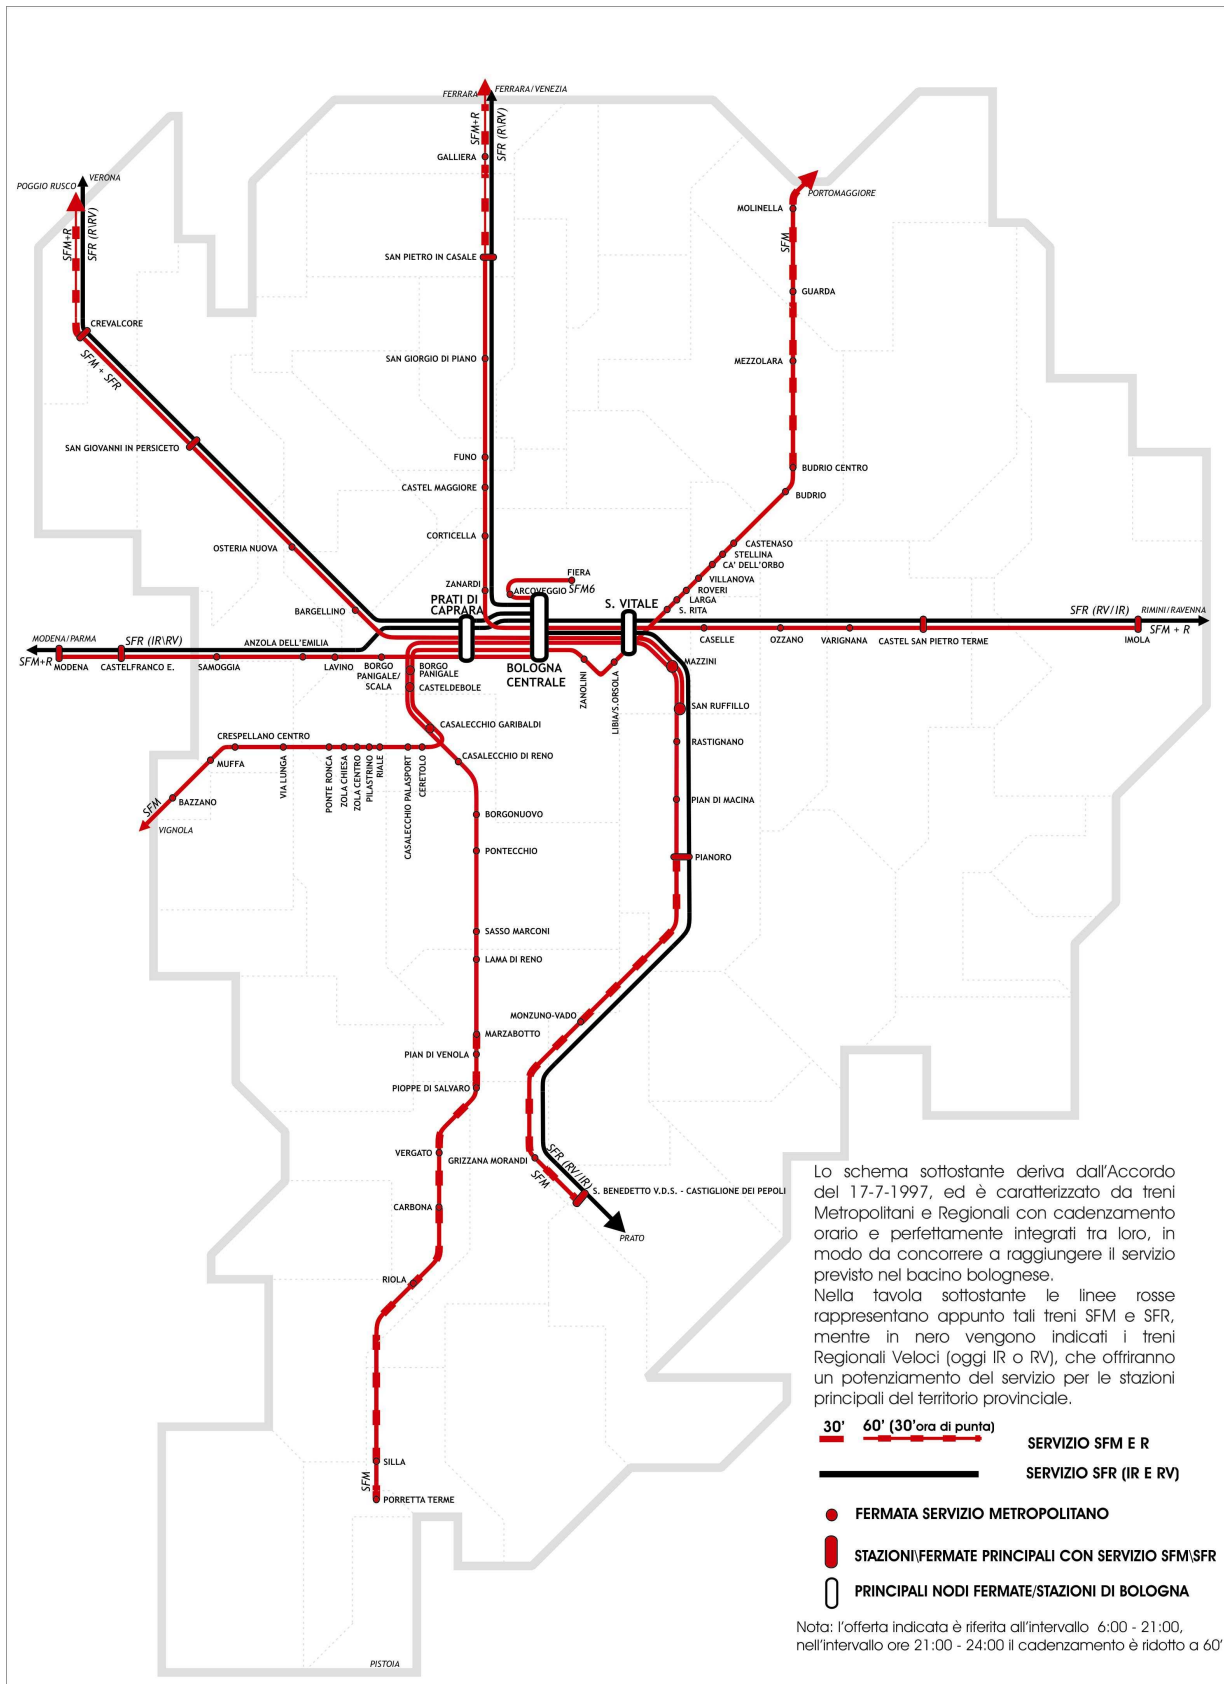 FERRARA
FERRARA/VENEZIA
SFM+R
SFR (R\RV)
GALLIERA
POGGIO RUSCO
VERONA
SFM+R
SFR (R\RV)
PORTOMAGGIORE
MOLINELLA
SFM
SAN PIETRO IN CASALE
GUARDA
CREVALCORE
SFM + SFR
SAN GIORGIO DI PIANO
MEZZOLARA
SAN GIOVANNI IN PERSICETO
FUNO
BUDRIO CENTRO
CASTEL MAGGIORE
BUDRIO
CORTICELLA
OSTERIA NUOVA
CASTENASO
STELLINA
CA' DELL'ORBO
FIERA
VILLANOVA
ZANARDI
ARCOVEGGIO
SFM6
ROVERI
LARGA
PRATI DI
CAPRARA
S. VITALE
S. RITA
BARGELLINO
SFR (RV/IR)
RIMINI/RAVENNA
SFM + R
MODENA/PARMA
SFR (IR\RV)
ANZOLA DELL'EMILIA
CASELLE
OZZANO
VARIGNANA
CASTEL SAN PIETRO TERME
IMOLA
SFM+R
MODENA
CASTELFRANCO E.
SAMOGGIA
LAVINO
BORGO
PANIGALE/
SCALA
BORGO
PANIGALE
CASTELDEBOLE
BOLOGNA
CENTRALE
ZANOLINI
LIBIA/S.ORSOLA
MAZZINI
SAN RUFFILLO
CASALECCHIO GARIBALDI
CRESPELLANO CENTRO
RASTIGNANO
MUFFA
VIA LUNGA
PONTE RONCA
ZOLA CHIESA
ZOLA CENTRO
PILASTRINO
RIALE
CASALECCHIO PALASPORT
CERETOLO
CASALECCHIO DI RENO
BAZZANO
SFM
VIGNOLA
PIAN DI MACINA
BORGONUOVO
PONTECCHIO
PIANORO
SASSO MARCONI
LAMA DI RENO
MONZUNO-VADO
MARZABOTTO
PIAN DI VENOLA
PIOPPE DI SALVARO
VERGATO
GRIZZANA MORANDI
SFR (RV/IR)
SFM
S. BENEDETTO V.D.S. - CASTIGLIONE DEI PEPOLI
CARBONA
PRATO
RIOLA
SILLA
SFM
PORRETTA TERME
PISTOIA
Lo schema sottostante deriva dall'Accordo
del 17-7-1997, ed è caratterizzato da treni
Metropolitani e Regionali con cadenzamento
orario e perfettamente integrati tra loro, in
modo da concorrere a raggiungere il servizio
previsto nel bacino bolognese.
Nella tavola sottostante le linee rosse
rappresentano appunto tali treni SFM e SFR,
mentre in nero vengono indicati i treni
Regionali Veloci (oggi IR o RV), che offriranno
un potenziamento del servizio per le stazioni
principali del territorio provinciale.
30'
60' (30'ora di punta)
SERVIZIO SFM E R
SERVIZIO SFR (IR E RV)
FERMATA SERVIZIO METROPOLITANO
STAZIONI\FERMATE PRINCIPALI CON SERVIZIO SFM\SFR
PRINCIPALI NODI FERMATE/STAZIONI DI BOLOGNA
Nota: l'offerta indicata è riferita all'intervallo 6:00 - 21:00,
nell'intervallo ore 21:00 - 24:00 il cadenzamento è ridotto a 60'